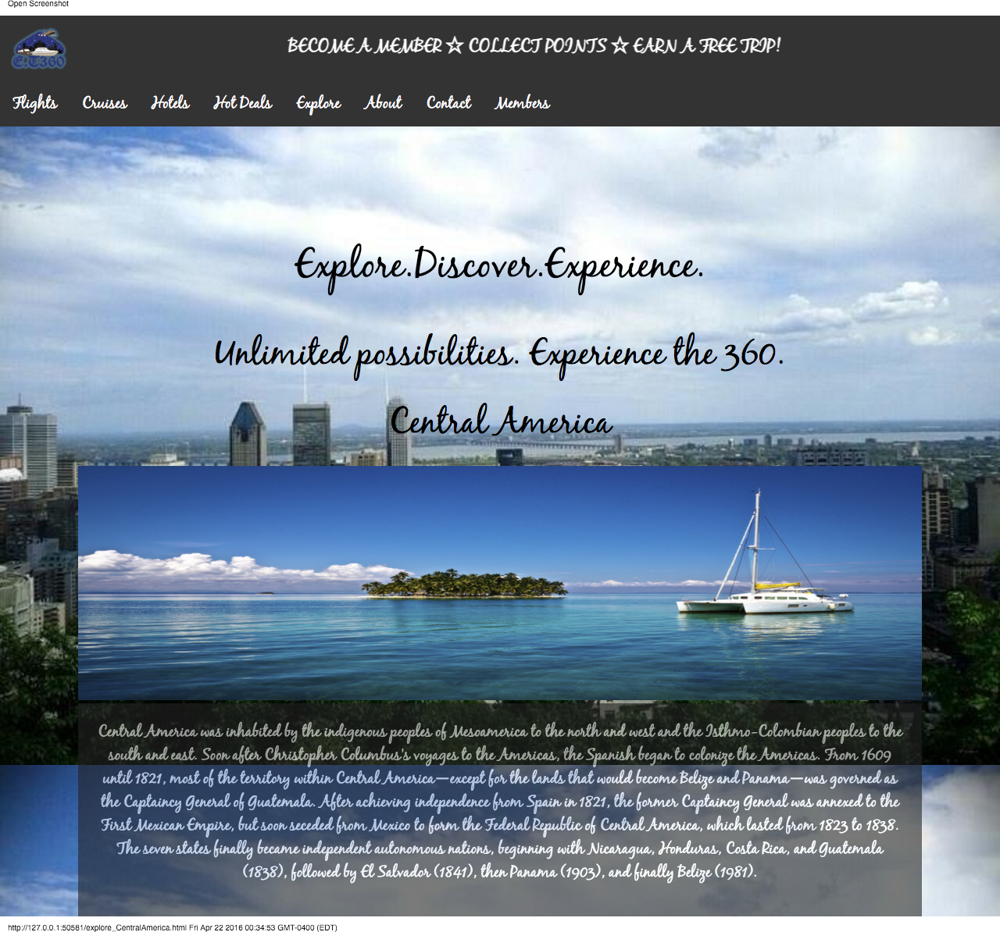 Open Screenshot
E.T360
BECOME A MEMBER ☆ COLLECT POINTS ☆ EARN A FREE TRIP!
Flights Cruises Hotels Hot Deals Explore About Contact Members
Explore.Discover.Experience.
Unlimited possibilities. Experience the 360.
Central America
Central America was inhabited by the indigenous peoples of Mesoamerica to the north and west and the Isthmo-Colombian peoples to the
south and east. Soon after Christopher Columbus's voyages to the Americas, the Spanish began to colonize the Americas. From 1609
until 1821, most of the territory within Central America—except for the lands that would become Belize and Panama—was governed as
the Captaincy General of Guatemala. After achieving independence from Spain in 1821, the former Captaincy General was annexed to the
First Mexican Empire, but soon seceded from Mexico to form the Federal Republic of Central America, which lasted from 1823 to 1838.
The seven states finally became independent autonomous nations, beginning with Nicaragua, Honduras, Costa Rica, and Guatemala
(1838), followed by El Salvador (1841), then Panama (1903), and finally Belize (1981).
http://127.0.0.1:50581/explore_CentralAmerica.html Fri Apr 22 2016 00:34:53 GMT-0400 (EDT)